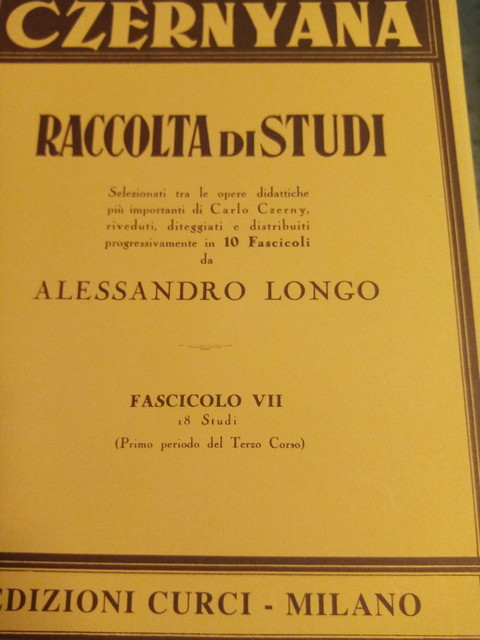 CZERNYANA
RACCOLTA DI STUDI
Selezionati tra le opere didattiche
più importanti di Carlo Czerny,
riveduti, diteggiati e distribuiti
progressivamente in 10 Fascicoli
da
ALESSANDRO LONGO
FASCICOLO VII
18 Studi
(Primo periodo del Terzo Corso)
EDIZIONI CURCI - MILANO